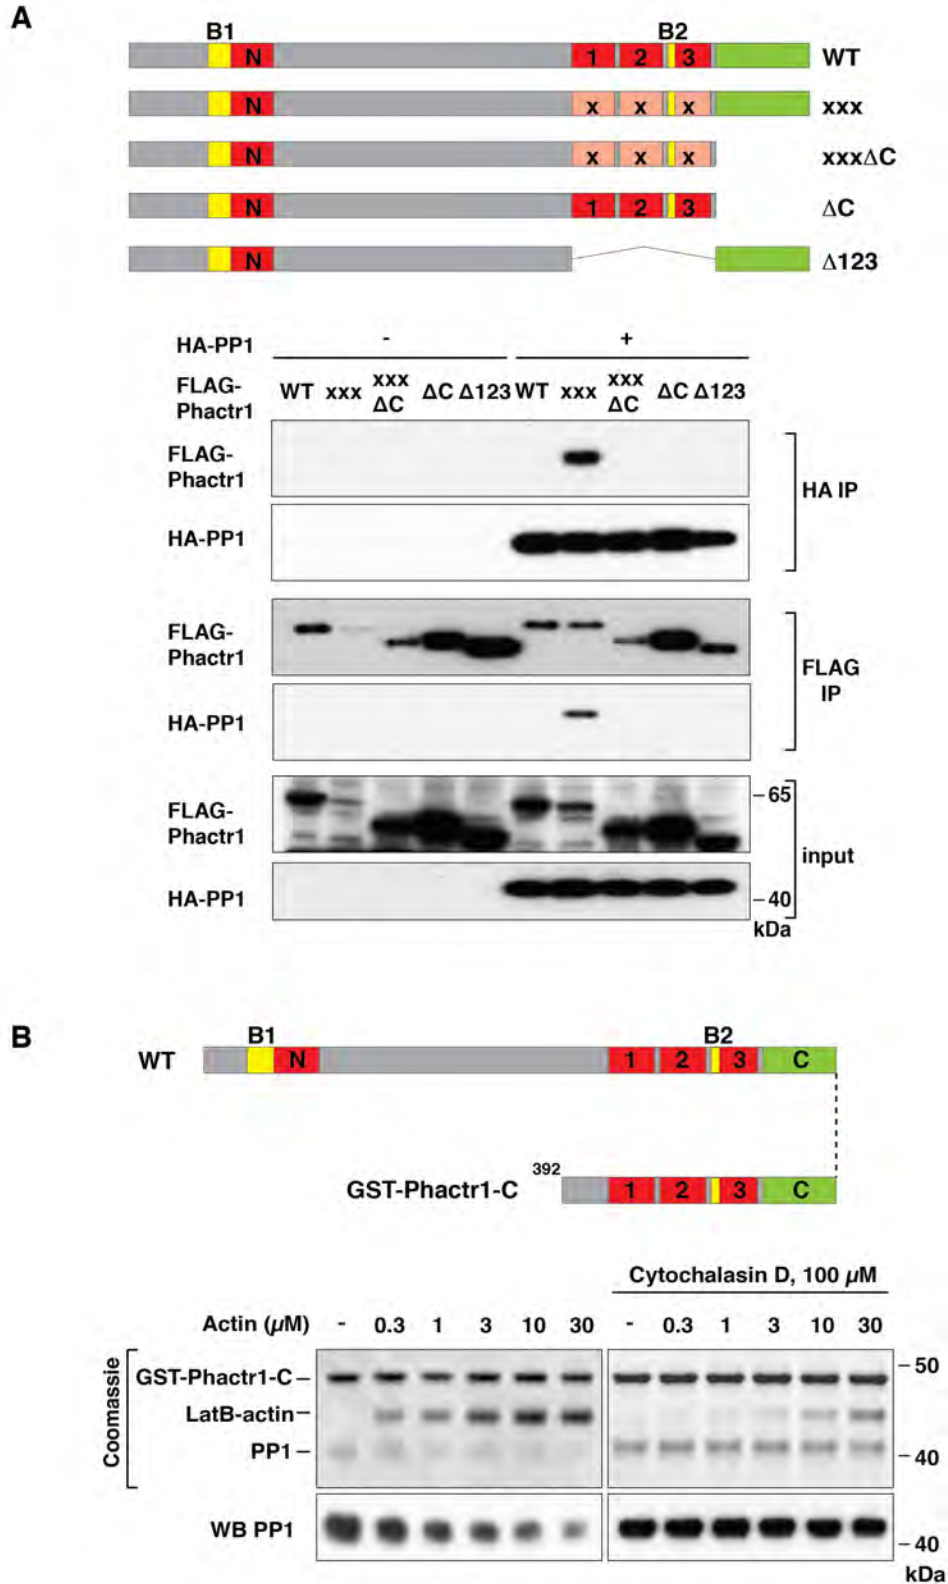 A
B1 B2
N 1 2 3 WT
N x x x xxx
N x x x xxxΔC
N 1 2 3 ΔC
N Δ123
HA-PP1 - +
FLAG-Phactr1 WT xxx xxxΔC ΔC Δ123 WT xxx xxxΔC ΔC Δ123
FLAG-
Phactr1
HA-PP1
HA IP
FLAG-
Phactr1
HA-PP1
FLAG
IP
FLAG-
Phactr1
HA-PP1
65
input
40
kDa
B
B1 B2
WT N 1 2 3 C
392
GST-Phactr1-C 1 2 3 C
Cytochalasin D, 100 µM
Actin (µM) - 0.3 1 3 10 30 - 0.3 1 3 10 30
Coomassie
GST-Phactr1-C
LatB-actin
PP1
50
40
WB PP1
40
kDa